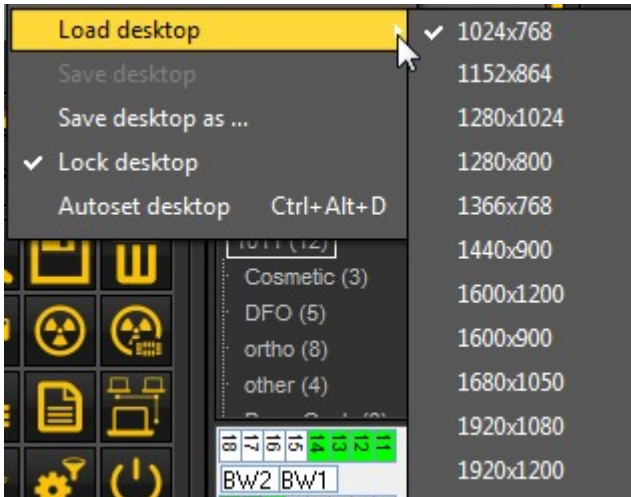 Load desktop
Save desktop
Save desktop as ...
✓ Lock desktop
Autoset desktop Ctrl+Alt+D
✓ 1024x768
1152x864
1280x1024
1280x800
1366x768
1440x900
1600x1200
1600x900
1680x1050
1920x1080
1920x1200
Cosmetic (3)
DFO (5)
ortho (8)
other (4)
18 17 16 15 14 13 12 11
BW2 BW1